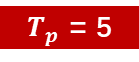 Tₚ = 5